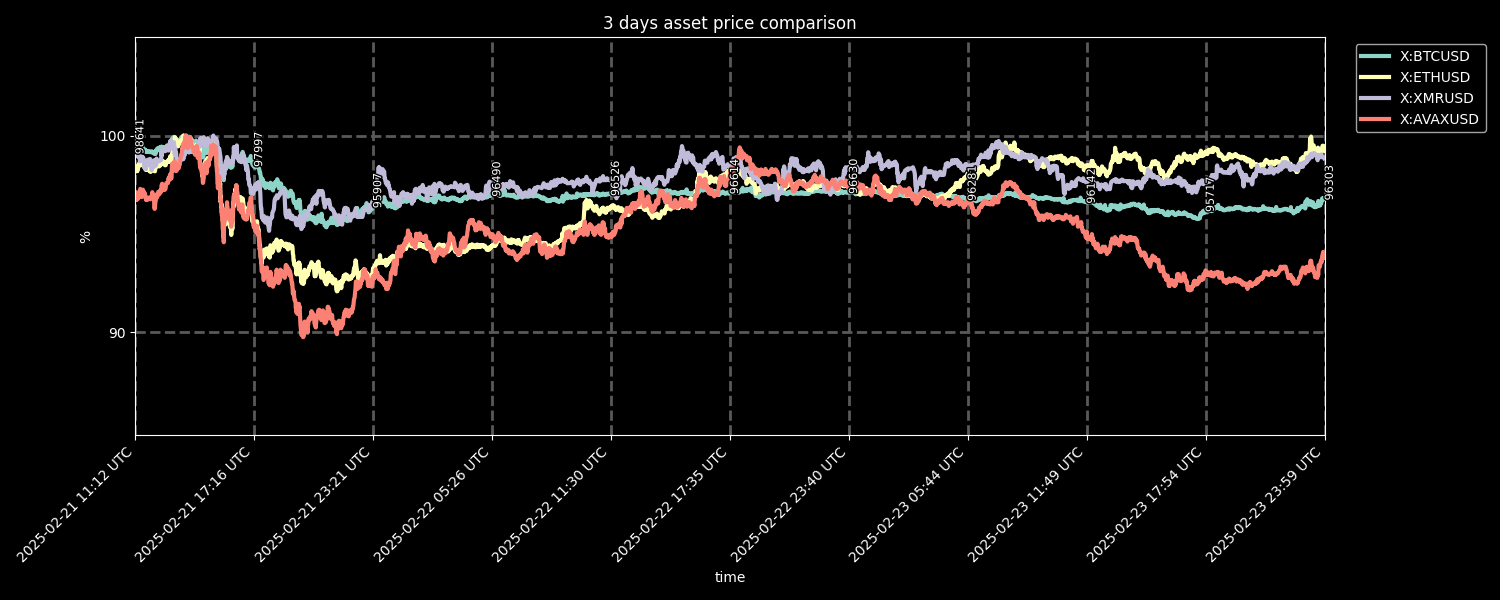 3 days asset price comparison
X:BTCUSD
X:ETHUSD
X:XMRUSD
X:AVAXUSD
100
90
%
98641
97997
95907
96490
96526
96614
96630
96281
96142
95717
96303
2025-02-21 11:12 UTC
2025-02-21 17:16 UTC
2025-02-21 23:21 UTC
2025-02-22 05:26 UTC
2025-02-22 11:30 UTC
2025-02-22 17:35 UTC
2025-02-22 23:40 UTC
2025-02-23 05:44 UTC
2025-02-23 11:49 UTC
2025-02-23 17:54 UTC
2025-02-23 23:59 UTC
time